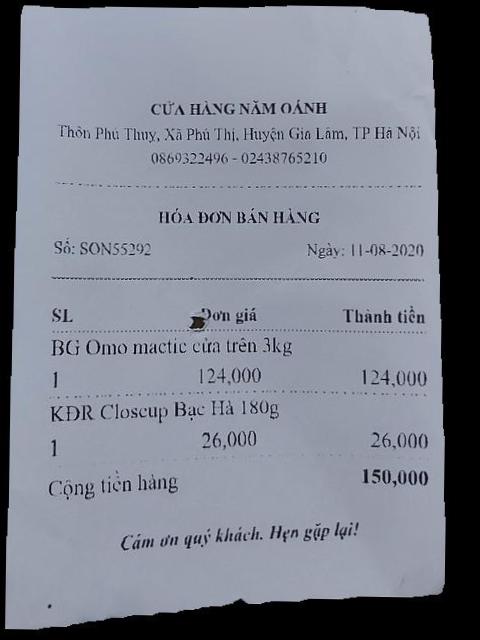 CỬA HÀNG NĂM OÁNH
Thôn Phú Thuỵ, Xã Phú Thị, Huyện Gia Lâm, TP Hà Nội
0869322496 - 02438765210
HÓA ĐƠN BÁN HÀNG
Số: SON55292 Ngày: 11-08-2020
SL Đơn giá Thành tiền
BG Omo mactic cửa trên 3kg
1 124,000 124,000
KĐR Closeup Bạc Hà 180g
1 26,000 26,000
Cộng tiền hàng 150,000
Cám ơn quý khách. Hẹn gặp lại!